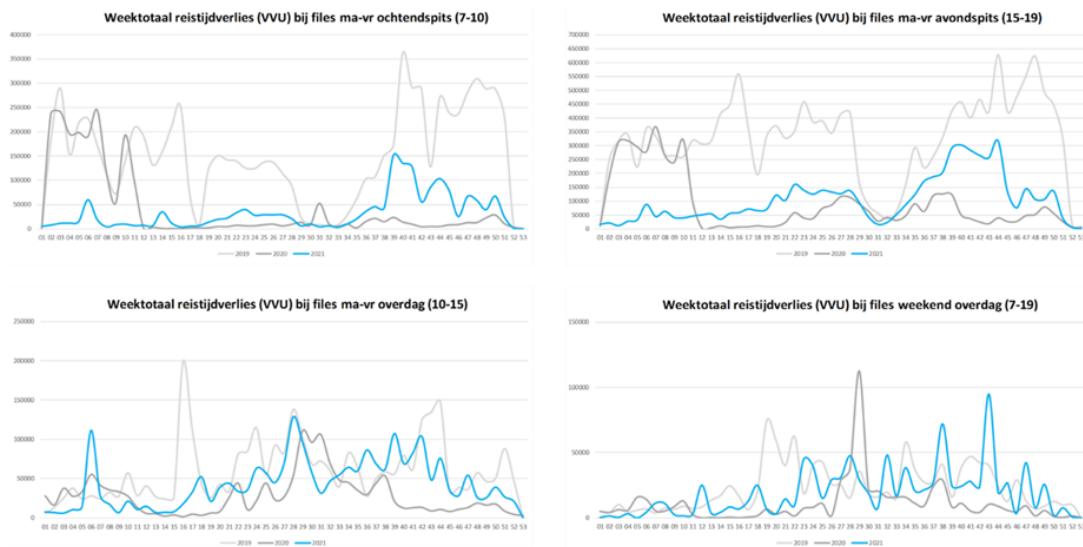 Weektotaal reistijdverlies (VVU) bij files ma-vr ochtendspits (7-10)
400000
350000
300000
250000
200000
150000
100000
50000
0
01 02 03 04 05 06 07 08 09 10 11 12 13 14 15 16 17 18 19 20 21 22 23 24 25 26 27 28 29 30 31 32 33 34 35 36 37 38 39 40 41 42 43 44 45 46 47 48 49 50 51 52 53
2019 2020 2021
Weektotaal reistijdverlies (VVU) bij files ma-vr avondspits (15-19)
700000
650000
600000
550000
500000
450000
400000
350000
300000
250000
200000
150000
100000
50000
0
01 02 03 04 05 06 07 08 09 10 11 12 13 14 15 16 17 18 19 20 21 22 23 24 25 26 27 28 29 30 31 32 33 34 35 36 37 38 39 40 41 42 43 44 45 46 47 48 49 50 51 52 53
2019 2020 2021
Weektotaal reistijdverlies (VVU) bij files ma-vr overdag (10-15)
250000
200000
150000
100000
50000
0
01 02 03 04 05 06 07 08 09 10 11 12 13 14 15 16 17 18 19 20 21 22 23 24 25 26 27 28 29 30 31 32 33 34 35 36 37 38 39 40 41 42 43 44 45 46 47 48 49 50 51 52 53
2019 2020 2021
Weektotaal reistijdverlies (VVU) bij files weekend overdag (7-19)
150000
100000
50000
0
01 02 03 04 05 06 07 08 09 10 11 12 13 14 15 16 17 18 19 20 21 22 23 24 25 26 27 28 29 30 31 32 33 34 35 36 37 38 39 40 41 42 43 44 45 46 47 48 49 50 51 52 53
2019 2020 2021